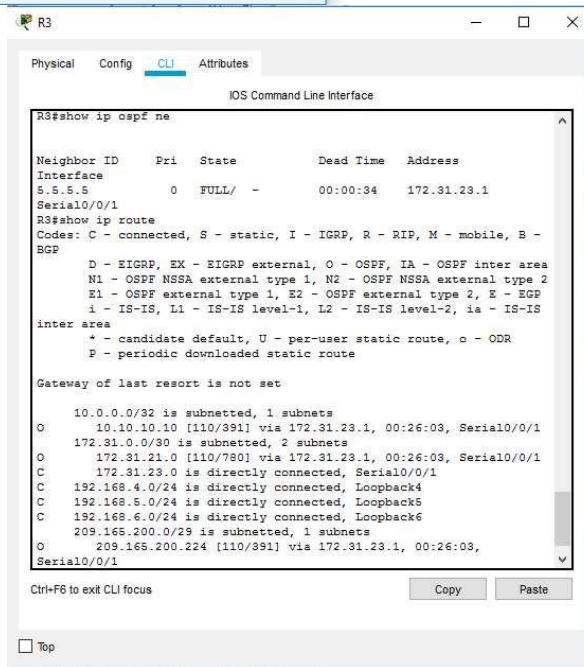 R3
Physical Config CLI Attributes
IOS Command Line Interface
R3#show ip ospf ne
Neighbor ID Pri State Dead Time Address
Interface
5.5.5.5 0 FULL/ - 00:00:34 172.31.23.1
Serial0/0/1
R3#show ip route
Codes: C - connected, S - static, I - IGRP, R - RIP, M - mobile, B -
BGP
D - EIGRP, EX - EIGRP external, O - OSPF, IA - OSPF inter area
N1 - OSPF NSSA external type 1, N2 - OSPF NSSA external type 2
E1 - OSPF external type 1, E2 - OSPF external type 2, E - EGP
i - IS-IS, L1 - IS-IS level-1, L2 - IS-IS level-2, ia - IS-IS
inter area
* - candidate default, U - per-user static route, o - ODR
P - periodic downloaded static route
Gateway of last resort is not set
10.0.0.0/32 is subnetted, 1 subnets
O 10.10.10.10 [110/391] via 172.31.23.1, 00:26:03, Serial0/0/1
172.31.0.0/30 is subnetted, 2 subnets
O 172.31.21.0 [110/780] via 172.31.23.1, 00:26:03, Serial0/0/1
C 172.31.23.0 is directly connected, Serial0/0/1
C 192.168.4.0/24 is directly connected, Loopback4
C 192.168.5.0/24 is directly connected, Loopback5
C 192.168.6.0/24 is directly connected, Loopback6
209.165.200.0/29 is subnetted, 1 subnets
O 209.165.200.224 [110/391] via 172.31.23.1, 00:26:03,
Serial0/0/1
Ctrl+F6 to exit CLI focus
Copy Paste
Top